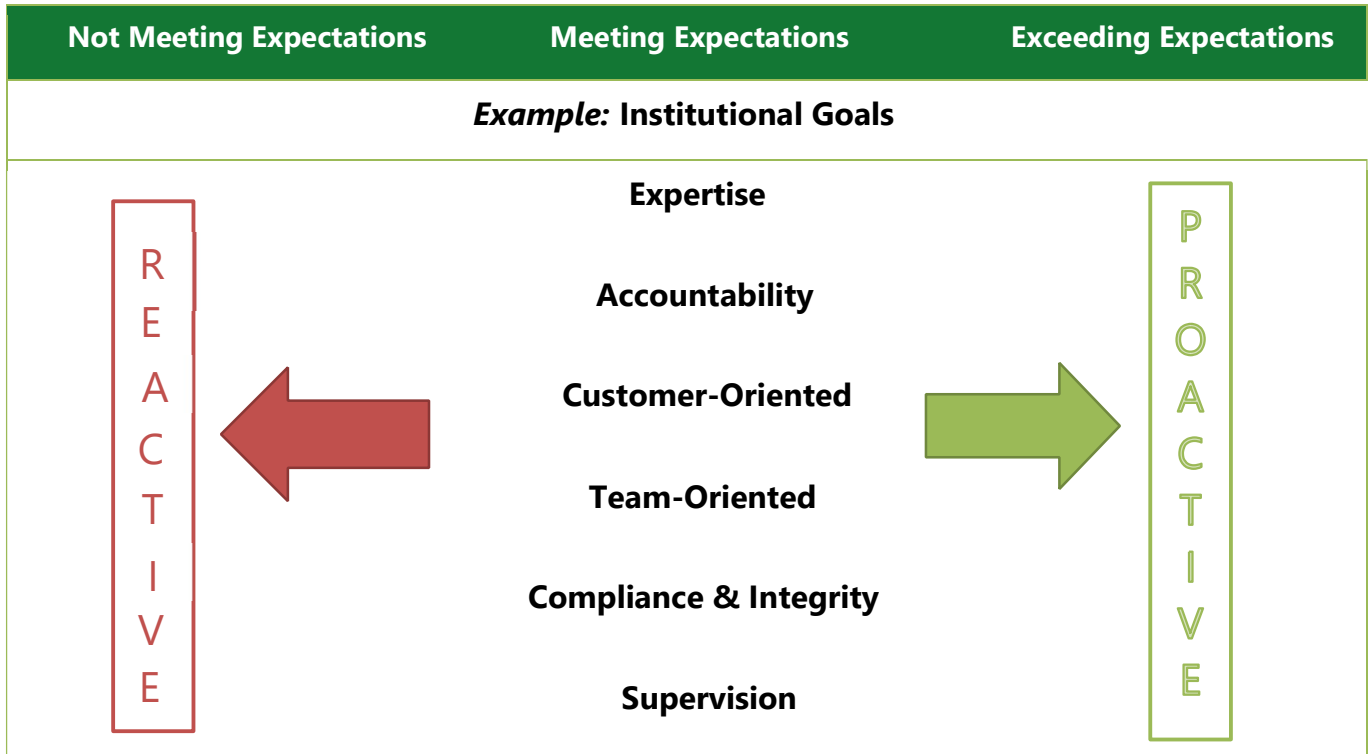 Not Meeting Expectations Meeting Expectations Exceeding Expectations
Example: Institutional Goals
Expertise
Accountability
Customer-Oriented
Team-Oriented
Compliance & Integrity
Supervision
REACTIVE
PROACTIVE